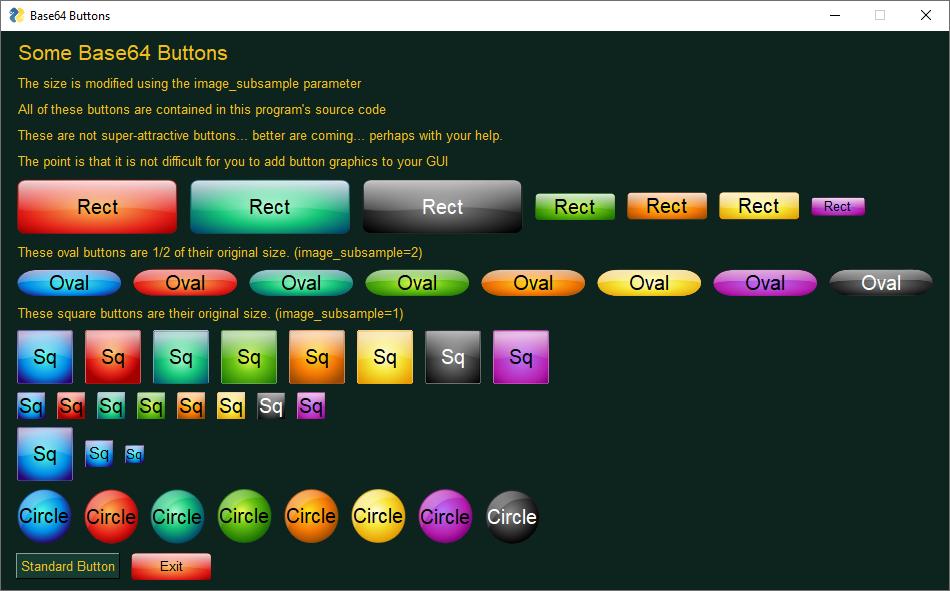 Base64 Buttons
Some Base64 Buttons
The size is modified using the image_subsample parameter
All of these buttons are contained in this program's source code
These are not super-attractive buttons... better are coming... perhaps with your help.
The point is that it is not difficult for you to add button graphics to your GUI
Rect Rect Rect Rect Rect Rect Rect
These oval buttons are 1/2 of their original size. (image_subsample=2)
Oval Oval Oval Oval Oval Oval Oval Oval
These square buttons are their original size. (image_subsample=1)
Sq Sq Sq Sq Sq Sq Sq Sq
Sq Sq Sq Sq Sq Sq Sq Sq
Sq Sq Sq
Circle Circle Circle Circle Circle Circle Circle Circle
Standard Button Exit